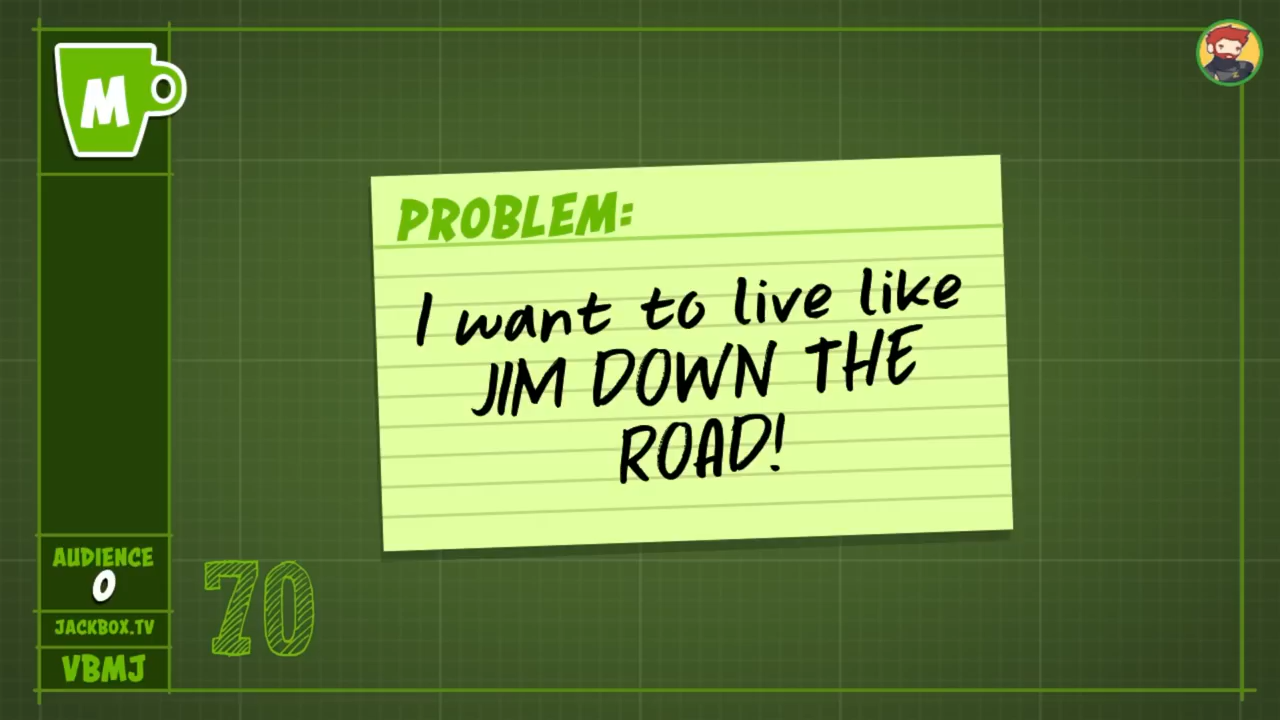 M
PROBLEM:
I want to live like
JIM DOWN THE
ROAD!
AUDIENCE
0
JACKBOX.TV
VBMJ
70